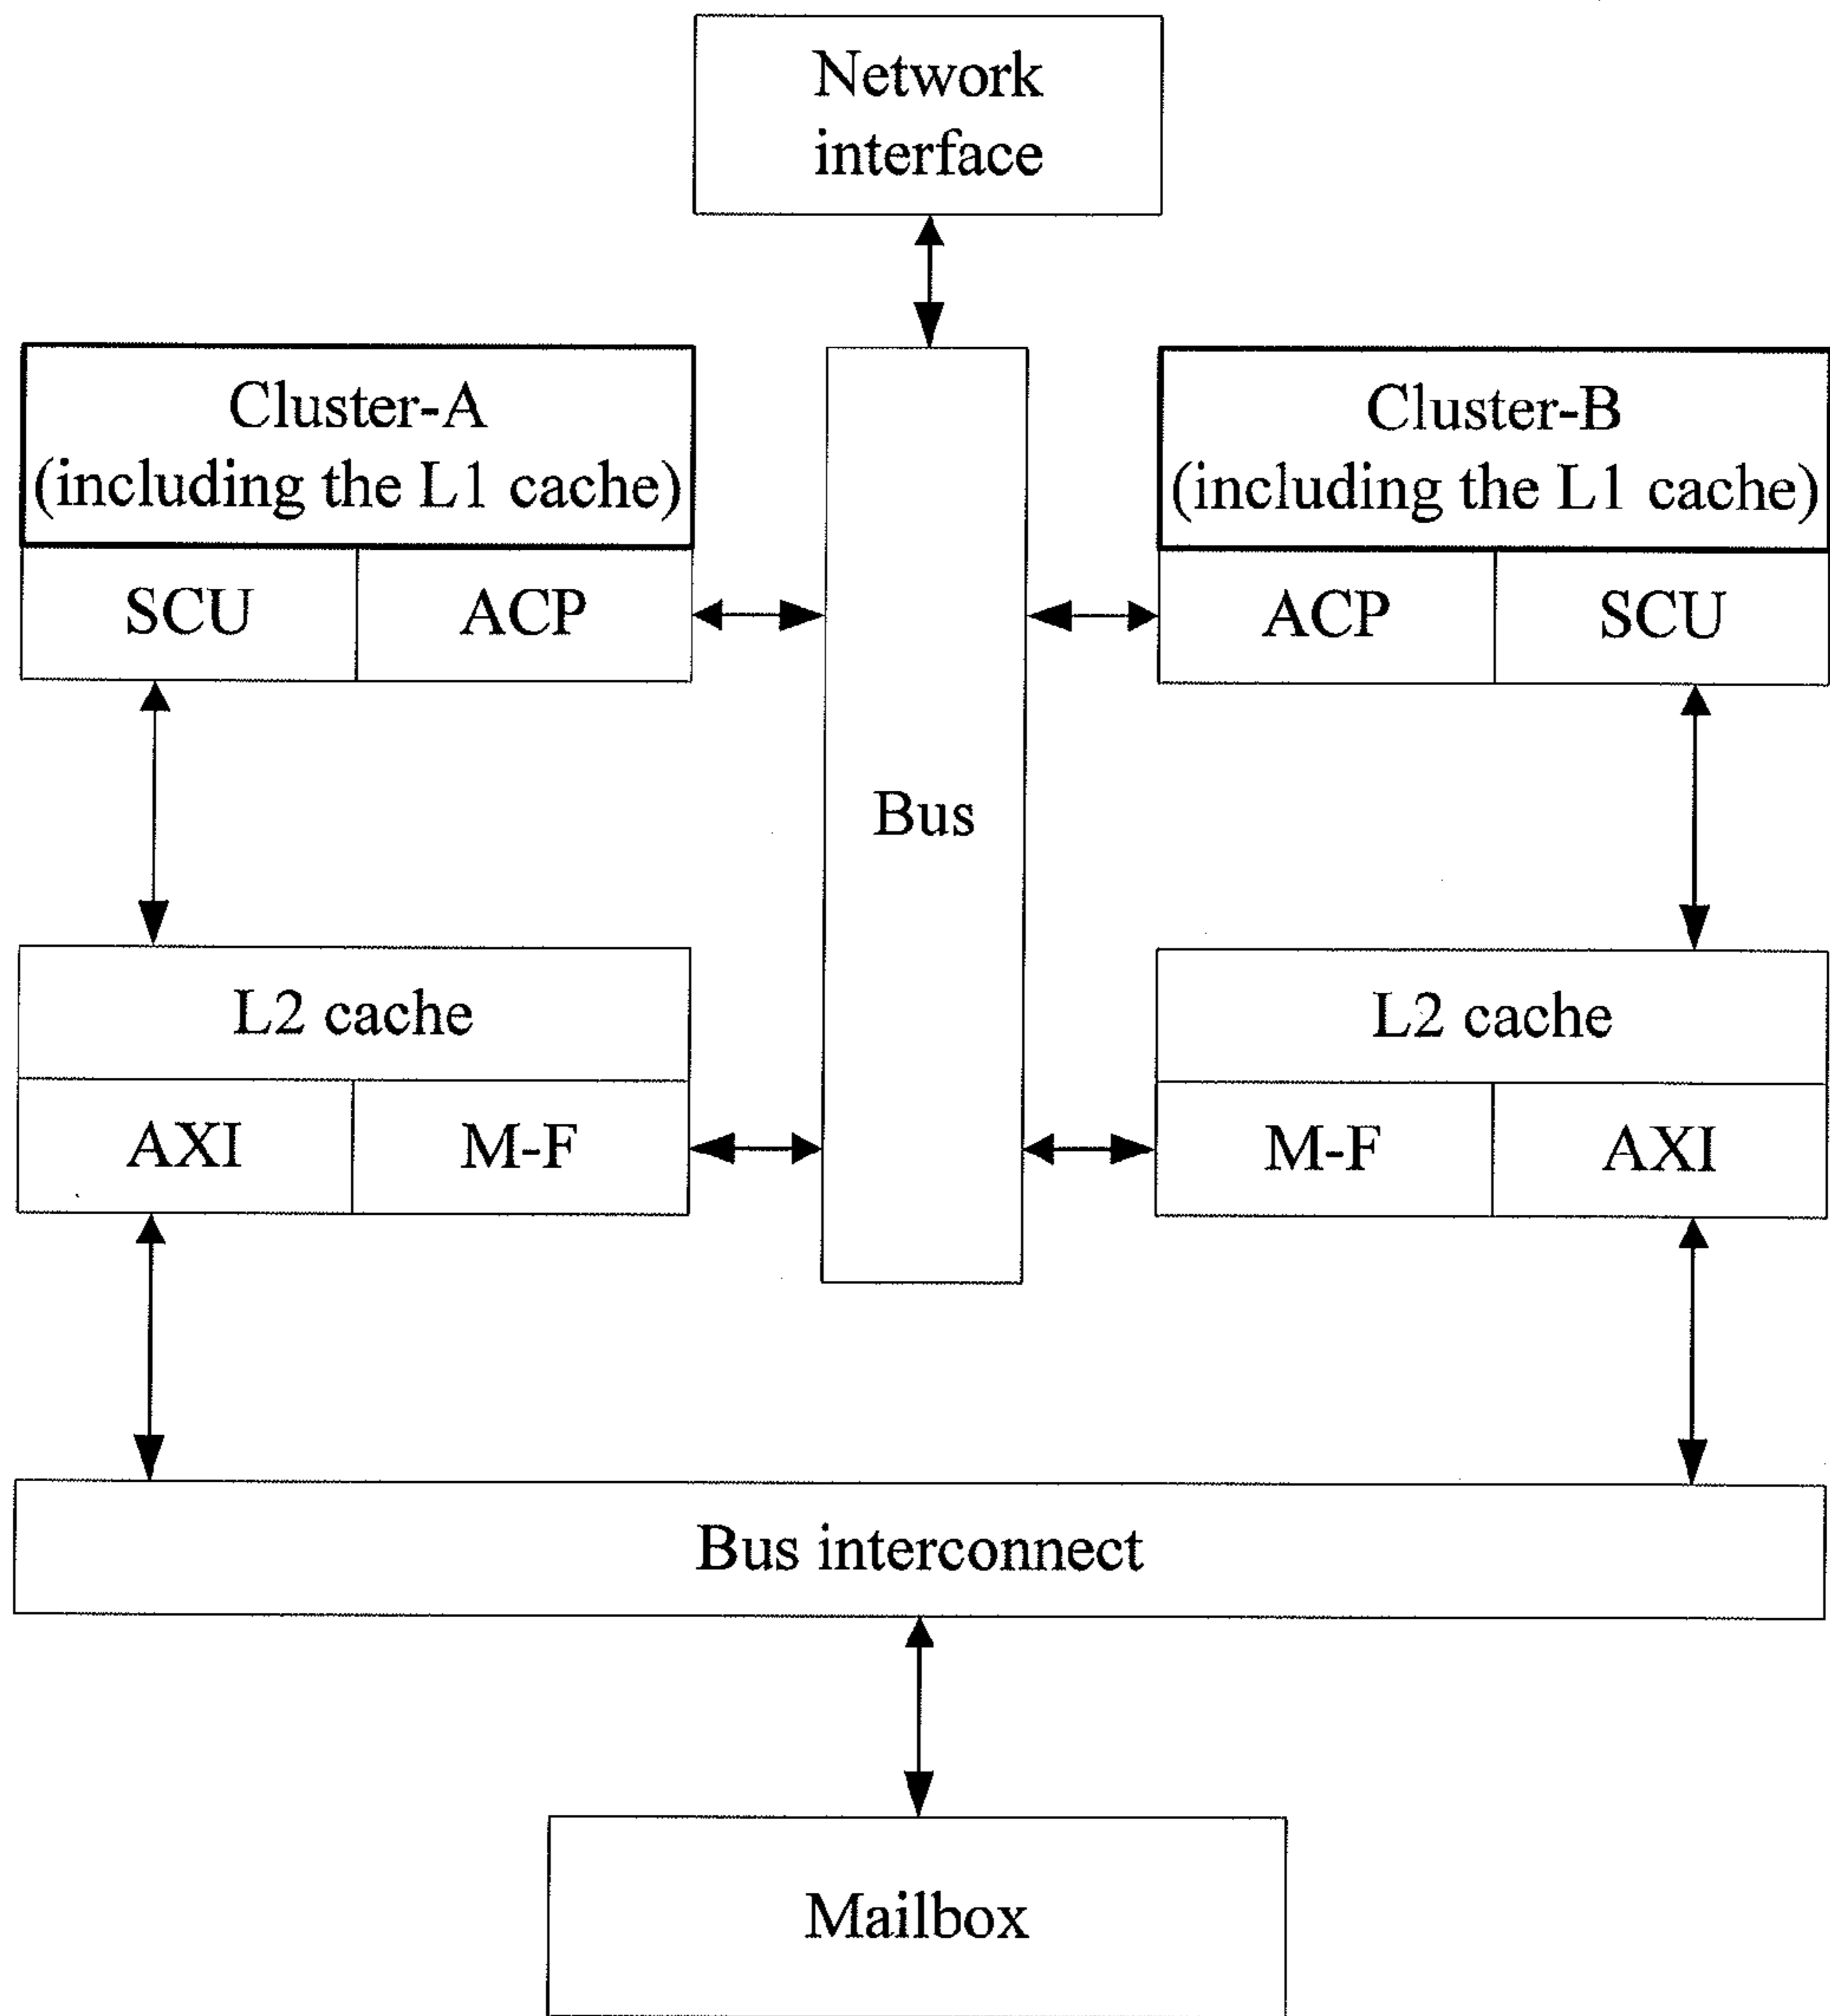 Network
interface
Cluster-A
(including the L1 cache)
Cluster-B
(including the L1 cache)
SCU
ACP
ACP
SCU
Bus
L2 cache
L2 cache
AXI
M-F
M-F
AXI
Bus interconnect
Mailbox